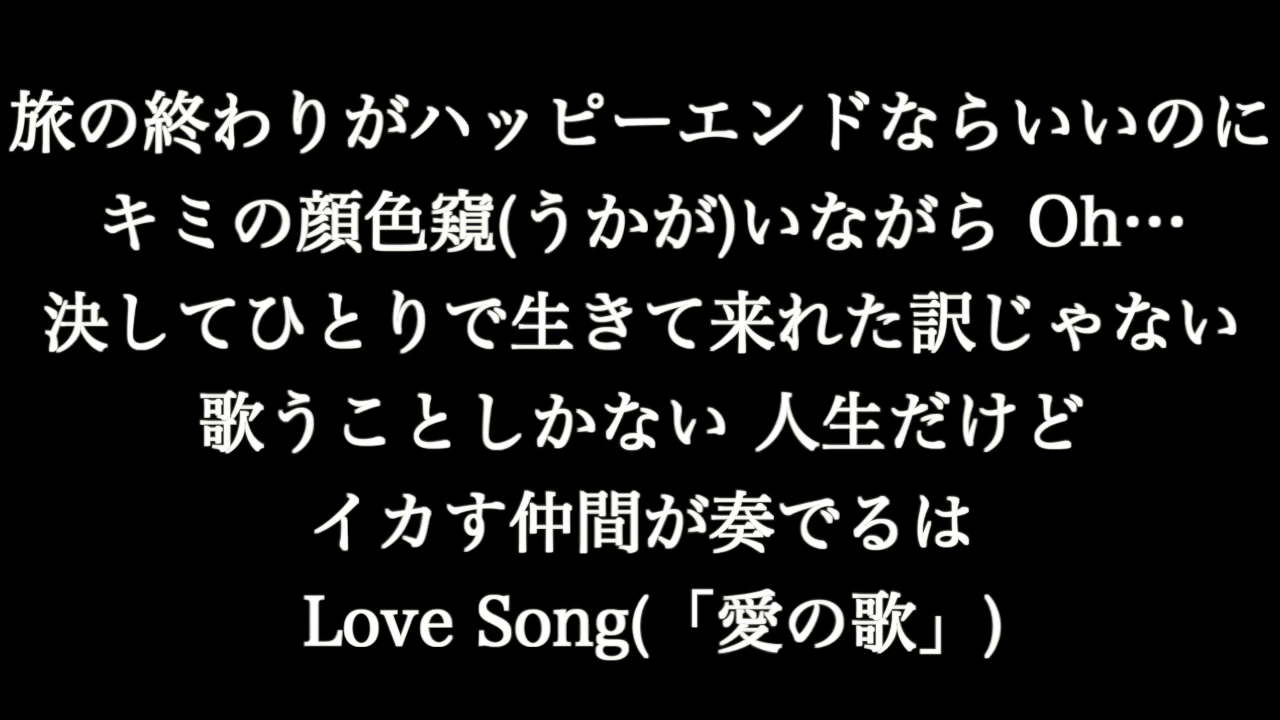 旅の終わりがハッピーエンドならいいのに
キミの顔色窺(うかが)いながら Oh…
決してひとりで生きて来れた訳じゃない
歌うことしかない 人生だけど
イカす仲間が奏でるは
Love Song(「愛の歌」)